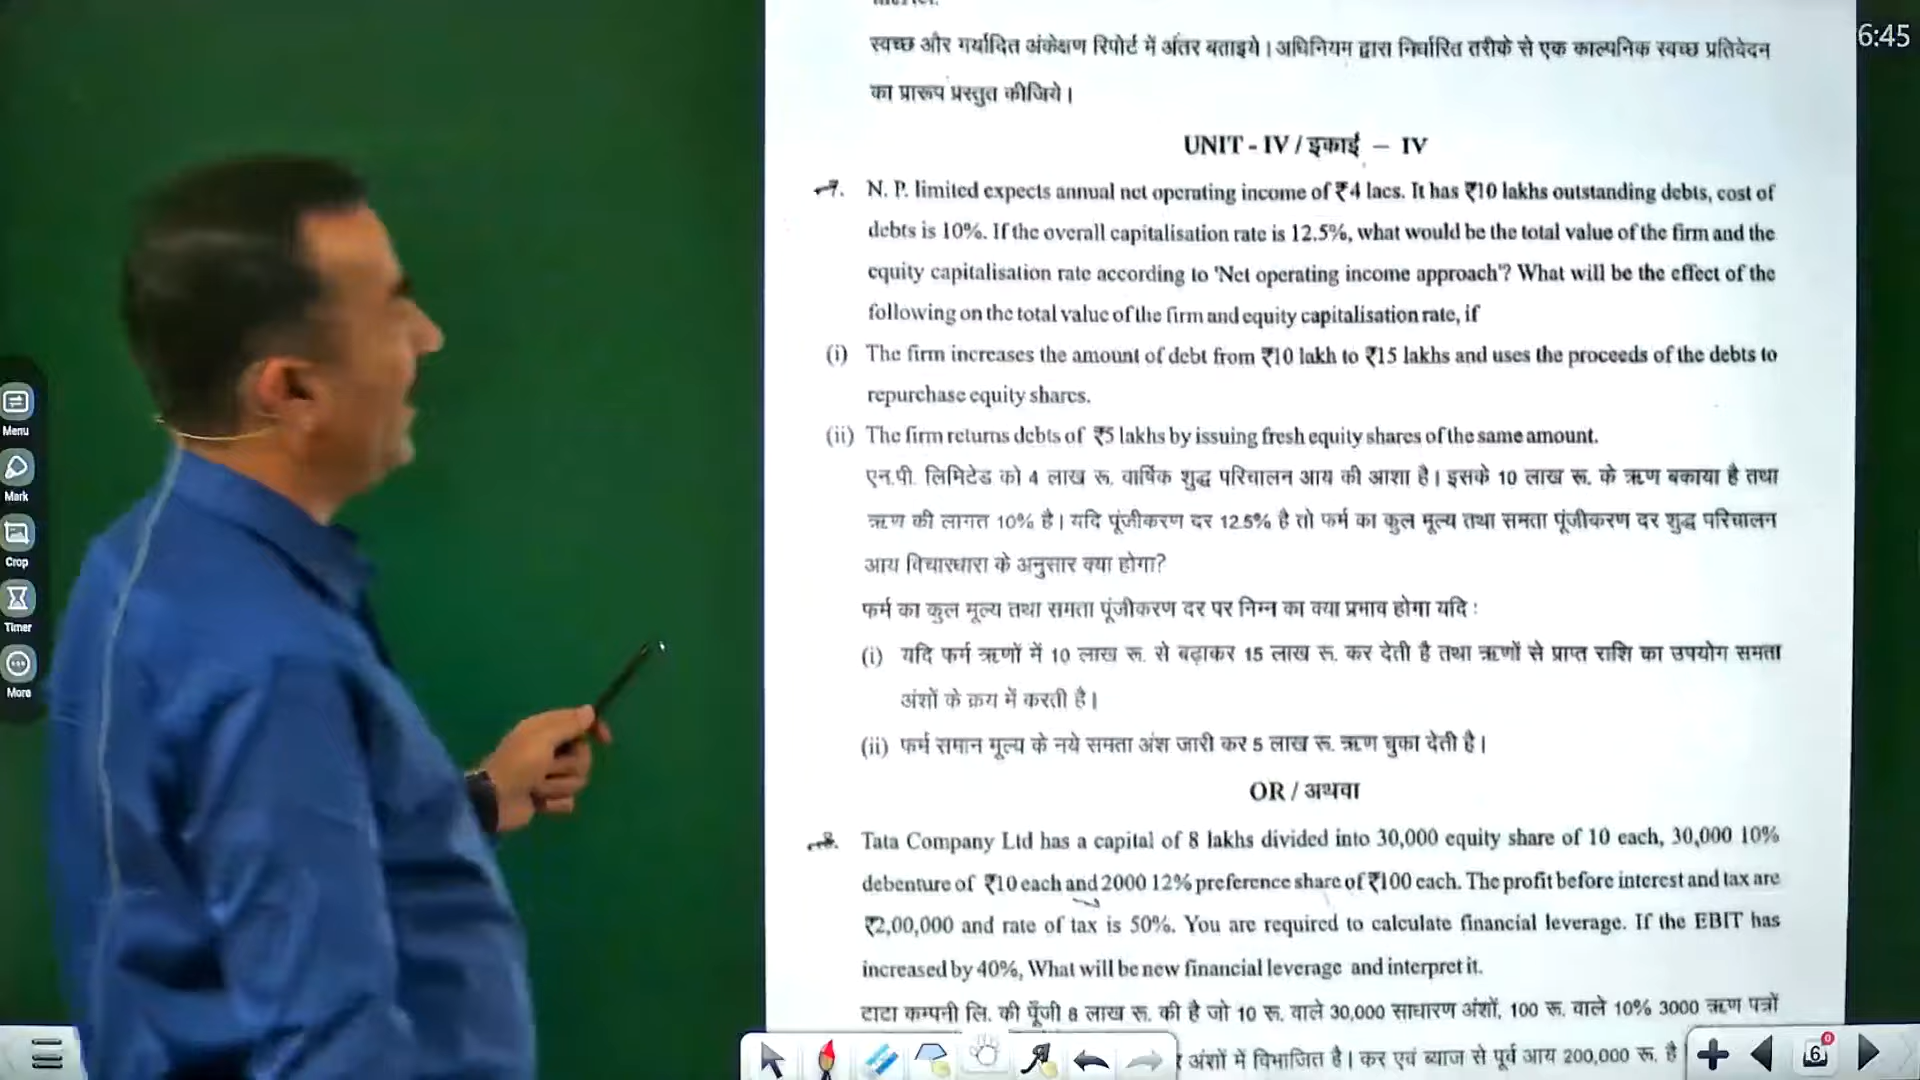 स्वच्छ और गर्यादित अंकेक्षण रिपोर्ट में अंतर बताइये। अधिनियम द्वारा निर्धारित तरीके से एक काल्पनिक स्वच्छ प्रतिवेदन
का प्रारूप प्रस्तुत कीजिये।
6:45
UNIT - IV / इकाई – IV
7. N. P. limited expects annual net operating income of ₹4 lacs. It has ₹10 lakhs outstanding debts, cost of
debts is 10%. If the overall capitalisation rate is 12.5%, what would be the total value of the firm and the
equity capitalisation rate according to 'Net operating income approach'? What will be the effect of the
following on the total value of the firm and equity capitalisation rate, if
(i) The firm increases the amount of debt from ₹10 lakh to ₹15 lakhs and uses the proceeds of the debts to
repurchase equity shares.
(ii) The firm returns debts of ₹5 lakhs by issuing fresh equity shares of the same amount.
एन.पी. लिमिटेड को 4 लाख रू. वार्षिक शुद्ध परिचालन आय की आशा है। इसके 10 लाख रू. के ऋण बकाया है तथा
ऋण की लागत 10% है। यदि पूंजीकरण दर 12.5% है तो फर्म का कुल मूल्य तथा समता पूंजीकरण दर शुद्ध परिचालन
आय विचारधारा के अनुसार क्या होगा?
फर्म का कुल मूल्य तथा समता पूंजीकरण दर पर निम्न का क्या प्रभाव होगा यदि :
(i) यदि फर्म ऋणों में 10 लाख रू. से बढ़ाकर 15 लाख रू. कर देती है तथा ऋणों से प्राप्त राशि का उपयोग समता
अंशों के क्रय में करती है।
(ii) फर्म समान मूल्य के नये समता अंश जारी कर 5 लाख रू. ऋण चुका देती है।
OR / अथवा
8. Tata Company Ltd has a capital of 8 lakhs divided into 30,000 equity share of 10 each, 30,000 10%
debenture of ₹10 each and 2000 12% preference share of ₹100 each. The profit before interest and tax are
₹2,00,000 and rate of tax is 50%. You are required to calculate financial leverage. If the EBIT has
increased by 40%, What will be new financial leverage and interpret it.
टाटा कम्पनी लि. की पूँजी 8 लाख रू. की है जो 10 रू. वाले 30,000 साधारण अंशों, 100 रू. वाले 10% 3000 ऋण पत्रों
अंशों में विभाजित है। कर एवं ब्याज से पूर्व आय 200,000 रू. है
Menu
Mark
Crop
Timer
More
6
0